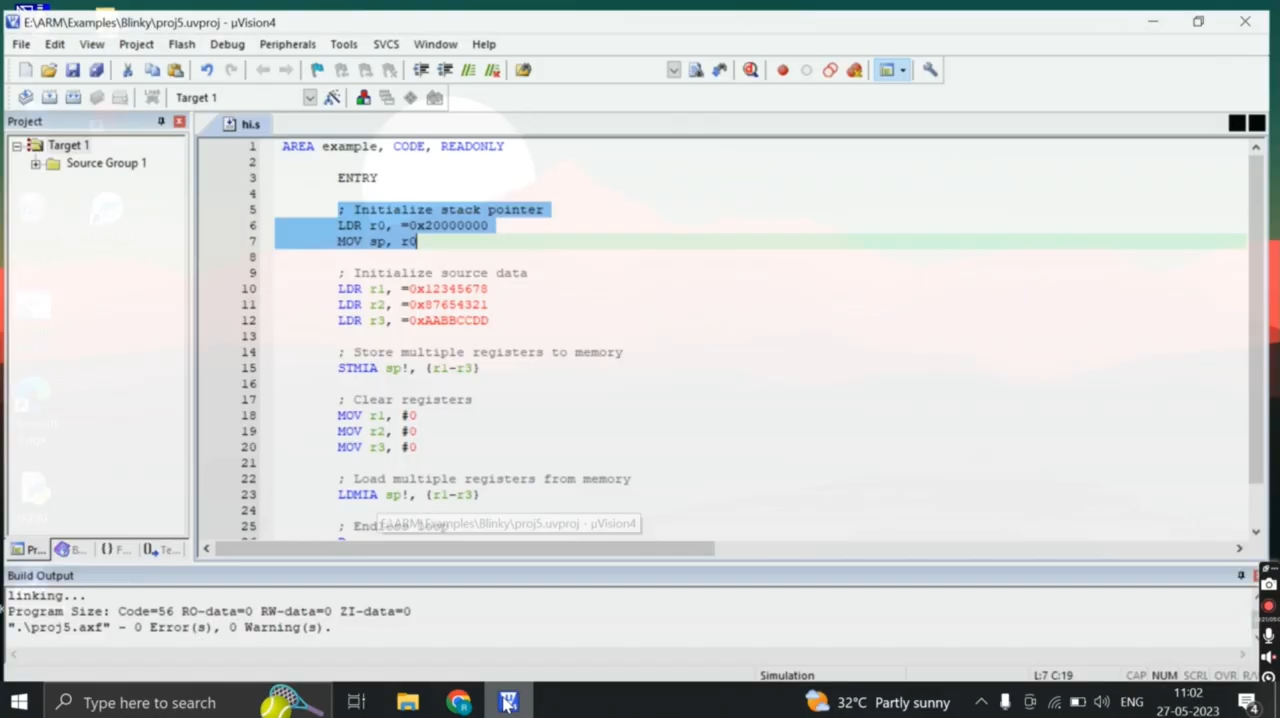 E:\ARM\Examples\Blinky\proj5.uvproj - µVision4
File Edit View Project Flash Debug Peripherals Tools SVCS Window Help
LOAD
Target 1
Project
hi.s
Target 1
Source Group 1
1 AREA example, CODE, READONLY
2
3 ENTRY
4
5 ; Initialize stack pointer
6 LDR r0, =0x20000000
7 MOV sp, r0
8
9 ; Initialize source data
10 LDR r1, =0x12345678
11 LDR r2, =0x87654321
12 LDR r3, =0xAABBCCDD
13
14 ; Store multiple registers to memory
15 STMIA sp!, {r1-r3}
16
17 ; Clear registers
18 MOV r1, #0
19 MOV r2, #0
20 MOV r3, #0
21
22 ; Load multiple registers from memory
23 LDMIA sp!, {r1-r3}
24
E:\ARM\Examples\Blinky\proj5.uvproj - µVision4
25 ; Endless loop
Pr... B... {} F... 0. Te...
Build Output
linking...
Program Size: Code=56 RO-data=0 RW-data=0 ZI-data=0
".\proj5.axf" - 0 Error(s), 0 Warning(s).
Simulation L:7 C:19 CAP NUM SCRL OVR R/
Type here to search
32°C Partly sunny ENG
11:02
27-05-2023
4